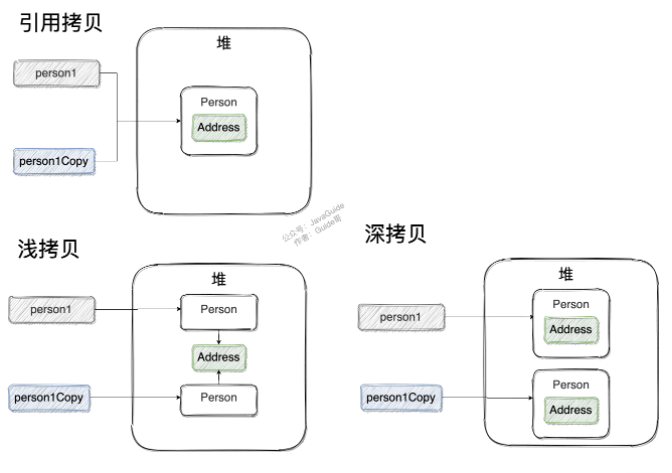 引用拷贝
堆
person1
Person
Address
person1Copy
公众号：JavaGuide
作者：Guide哥
浅拷贝
堆
person1
Person
Address
person1Copy
Person
深拷贝
堆
Person
person1
Address
Person
person1Copy
Address